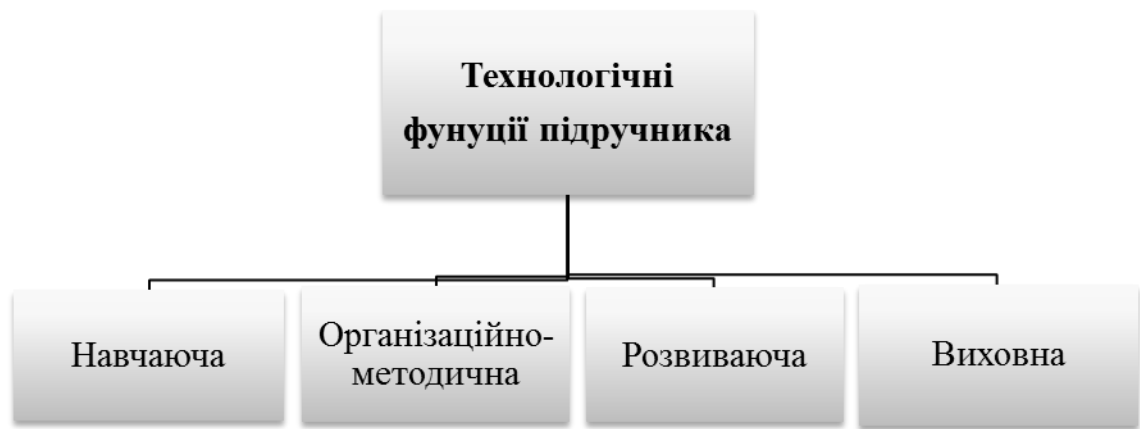 Технологічні
фунуції підручника
Навчаюча
Організаційно-
методична
Розвиваюча
Виховна